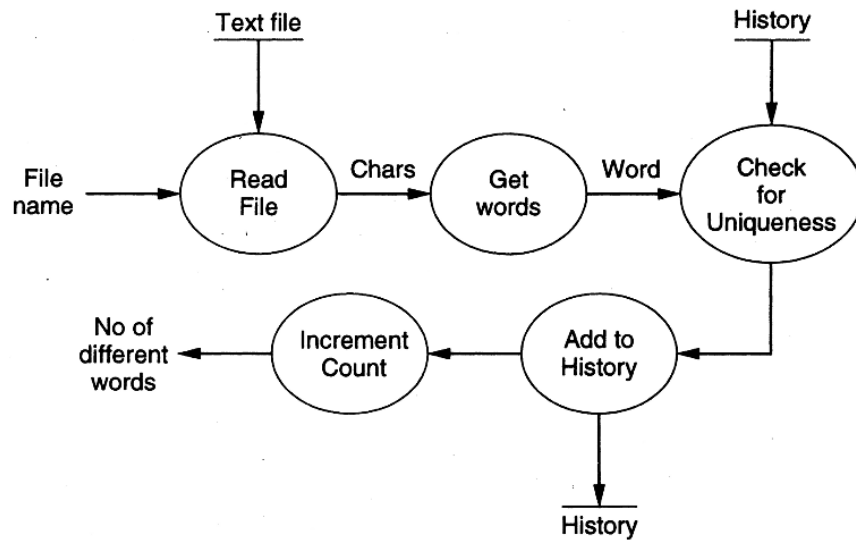 Text file
History
File
name
Read
File
Chars
Get
words
Word
Check
for
Uniqueness
No of
different
words
Increment
Count
Add to
History
History